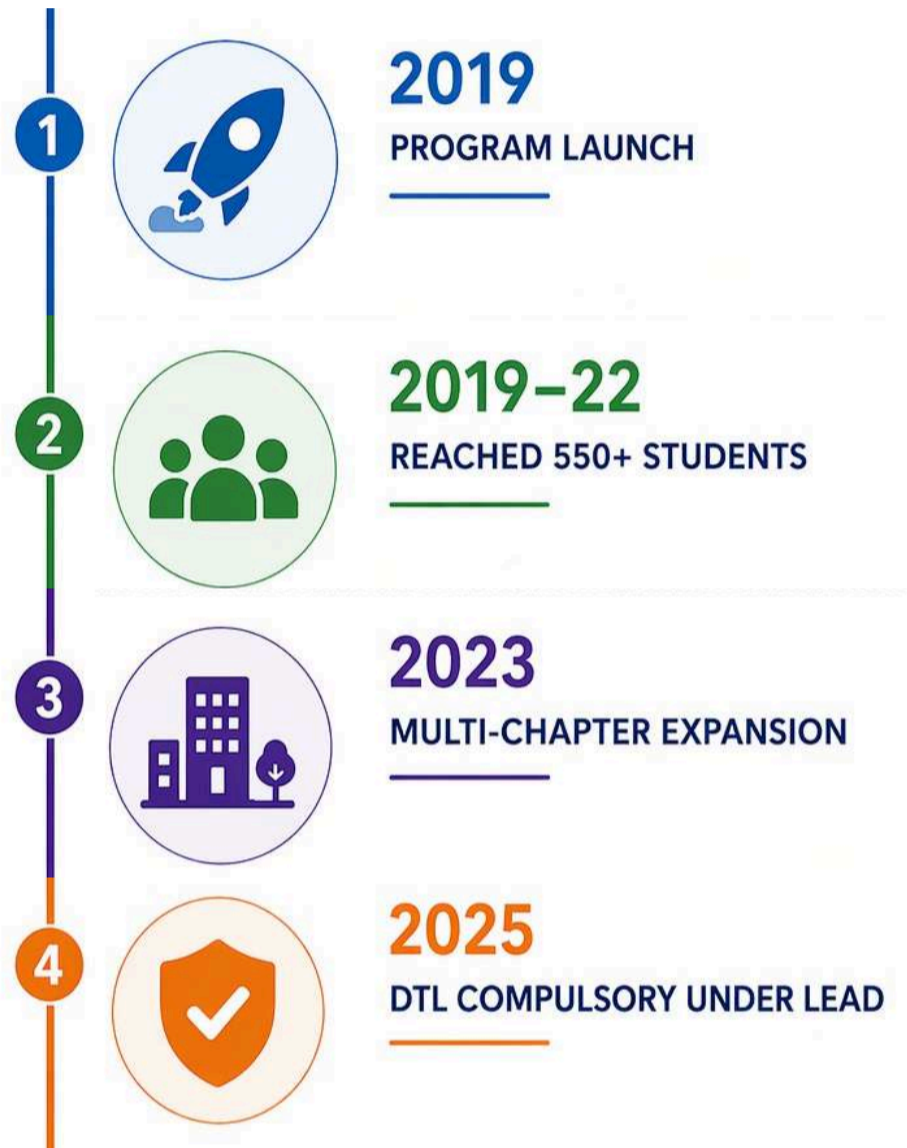 1
2019
PROGRAM LAUNCH
2
2019–22
REACHED 550+ STUDENTS
3
2023
MULTI-CHAPTER EXPANSION
4
2025
DTL COMPULSORY UNDER LEAD